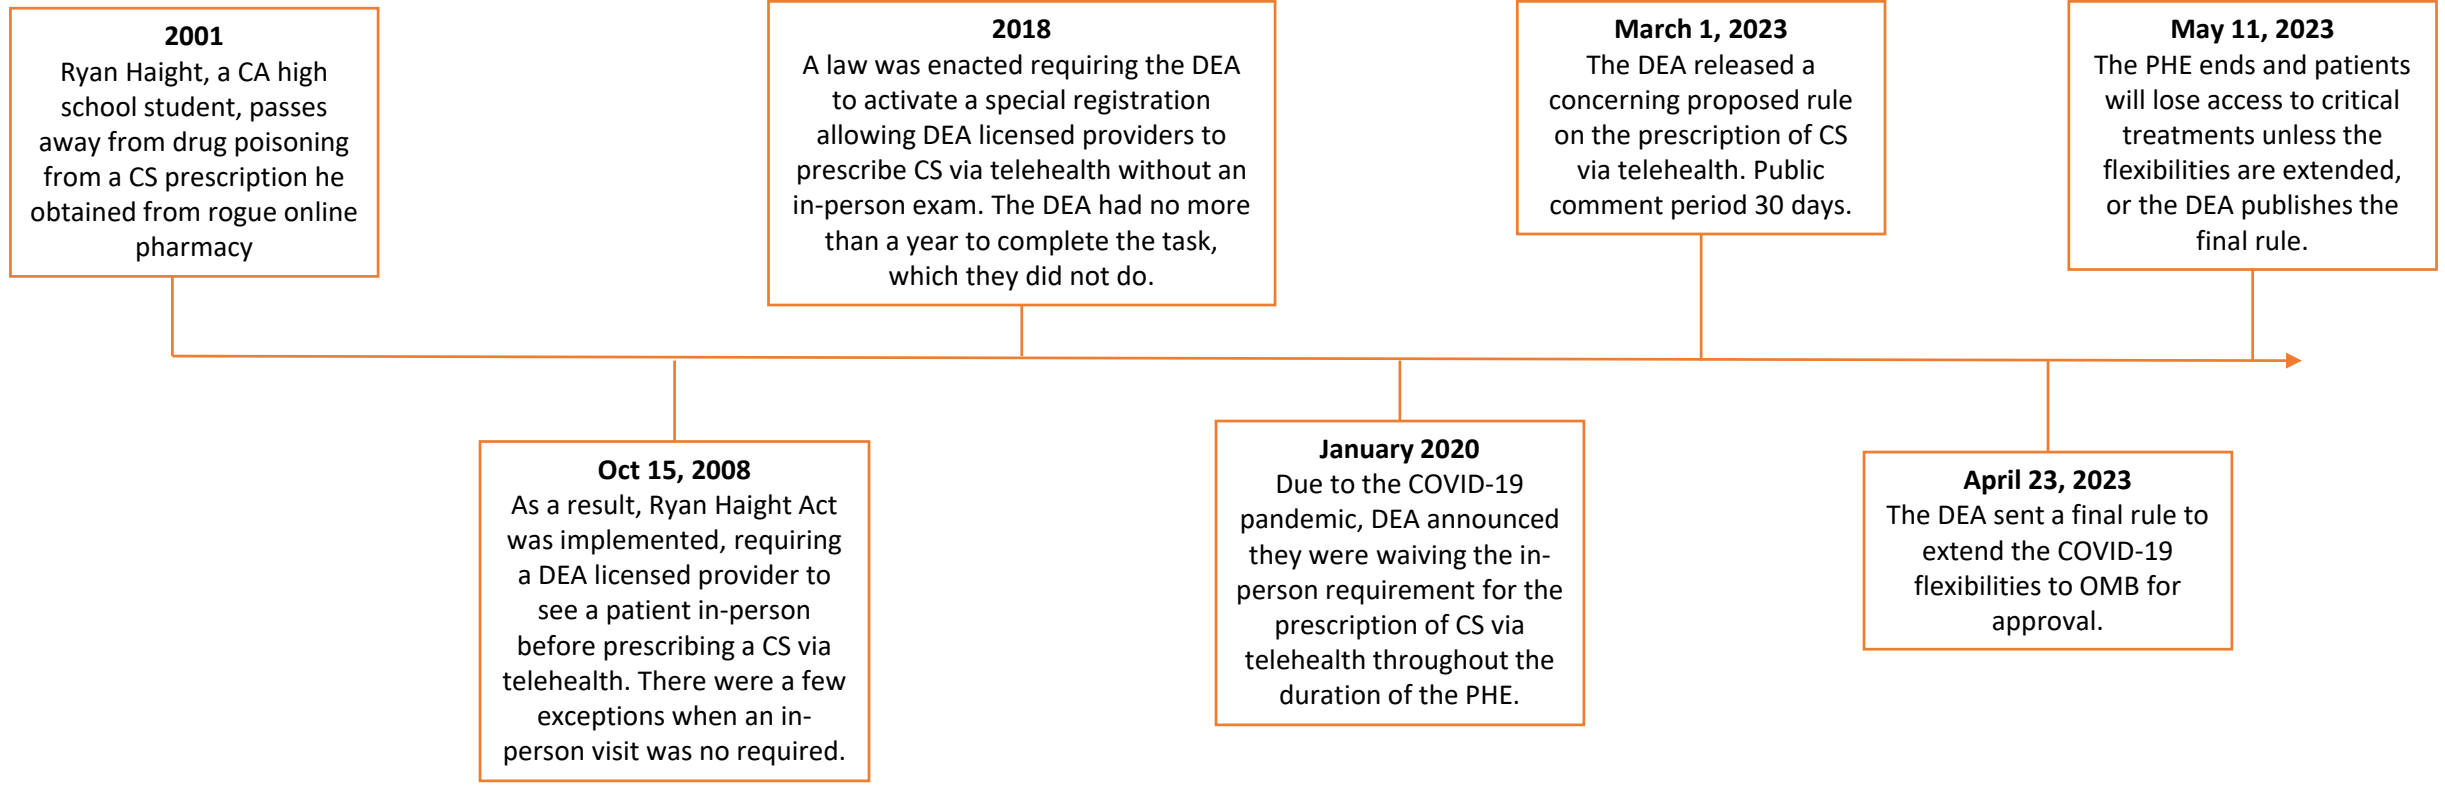 2001
Ryan Haight, a CA high
school student, passes
away from drug poisoning
from a CS prescription he
obtained from rogue online
pharmacy
Oct 15, 2008
As a result, Ryan Haight Act
was implemented, requiring
a DEA licensed provider to
see a patient in-person
before prescribing a CS via
telehealth. There were a few
exceptions when an in-
person visit was no required.
2018
A law was enacted requiring the DEA
to activate a special registration
allowing DEA licensed providers to
prescribe CS via telehealth without an
in-person exam. The DEA had no more
than a year to complete the task,
which they did not do.
January 2020
Due to the COVID-19
pandemic, DEA announced
they were waiving the in-
person requirement for the
prescription of CS via
telehealth throughout the
duration of the PHE.
March 1, 2023
The DEA released a
concerning proposed rule
on the prescription of CS
via telehealth. Public
comment period 30 days.
April 23, 2023
The DEA sent a final rule to
extend the COVID-19
flexibilities to OMB for
approval.
May 11, 2023
The PHE ends and patients
will lose access to critical
treatments unless the
flexibilities are extended,
or the DEA publishes the
final rule.